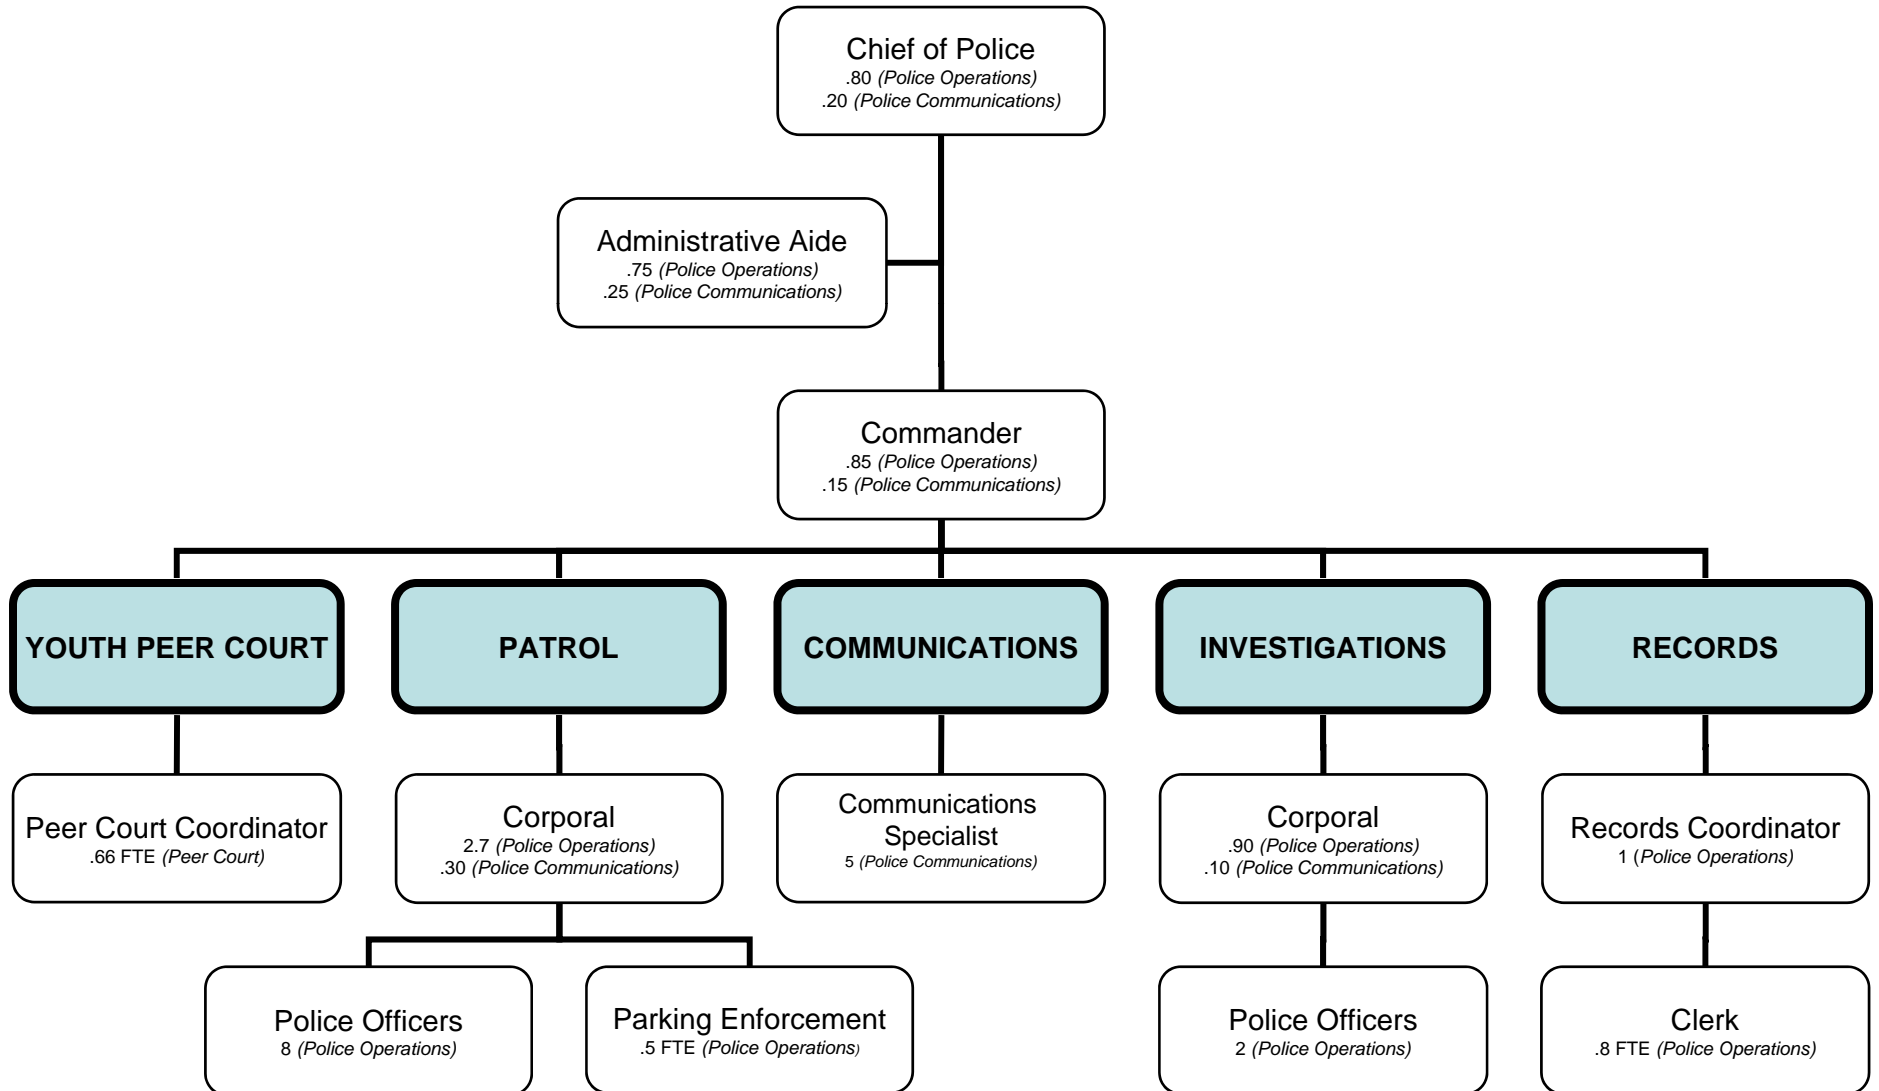 Chief of Police
.80 (Police Operations)
.20 (Police Communications)
Administrative Aide
.75 (Police Operations)
.25 (Police Communications)
Commander
.85 (Police Operations)
.15 (Police Communications)
YOUTH PEER COURT
PATROL
COMMUNICATIONS
INVESTIGATIONS
RECORDS
Peer Court Coordinator
.66 FTE (Peer Court)
Corporal
2.7 (Police Operations)
.30 (Police Communications)
Communications
Specialist
5 (Police Communications)
Corporal
.90 (Police Operations)
.10 (Police Communications)
Records Coordinator
1 (Police Operations)
Police Officers
8 (Police Operations)
Parking Enforcement
.5 FTE (Police Operations)
Police Officers
2 (Police Operations)
Clerk
.8 FTE (Police Operations)